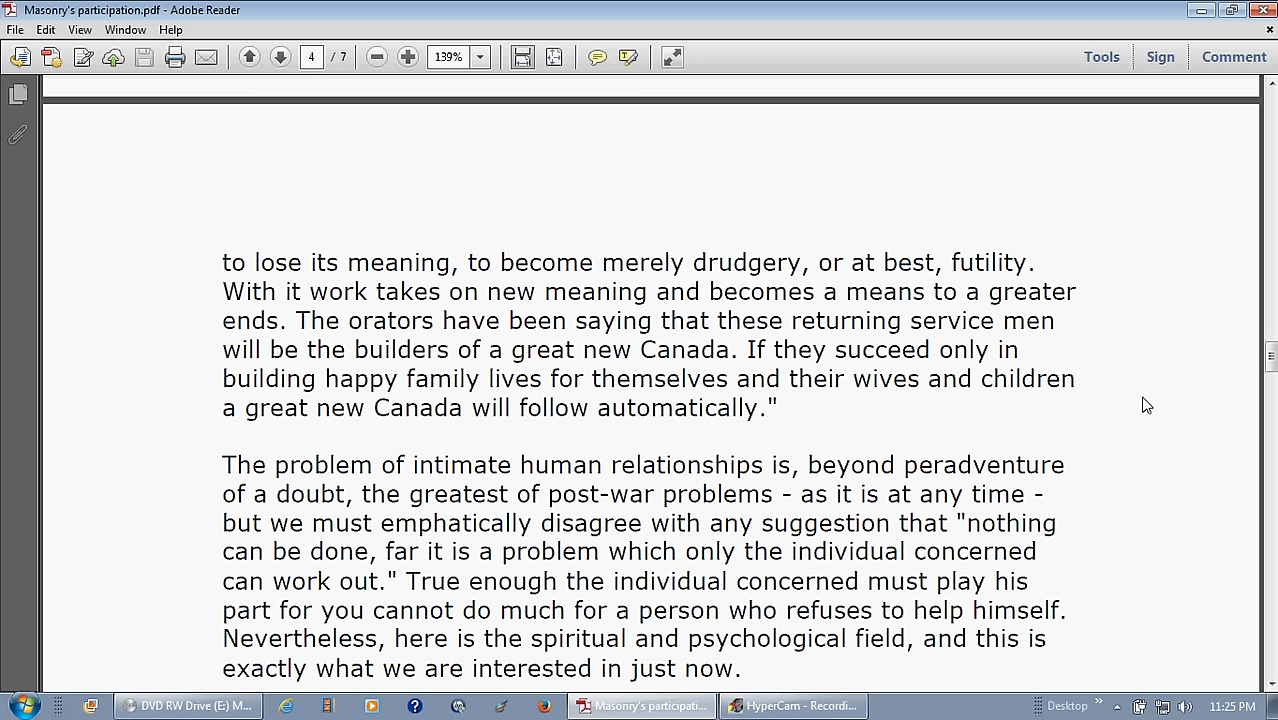 Masonry's participation.pdf - Adobe Reader
File Edit View Window Help
4 / 7 139% Tools Sign Comment
to lose its meaning, to become merely drudgery, or at best, futility.
With it work takes on new meaning and becomes a means to a greater
ends. The orators have been saying that these returning service men
will be the builders of a great new Canada. If they succeed only in
building happy family lives for themselves and their wives and children
a great new Canada will follow automatically."
The problem of intimate human relationships is, beyond peradventure
of a doubt, the greatest of post-war problems - as it is at any time -
but we must emphatically disagree with any suggestion that "nothing
can be done, far it is a problem which only the individual concerned
can work out." True enough the individual concerned must play his
part for you cannot do much for a person who refuses to help himself.
Nevertheless, here is the spiritual and psychological field, and this is
exactly what we are interested in just now.
DVD RW Drive (E:) M... Masonry's participati... HyperCam - Recordi... Desktop 11:25 PM